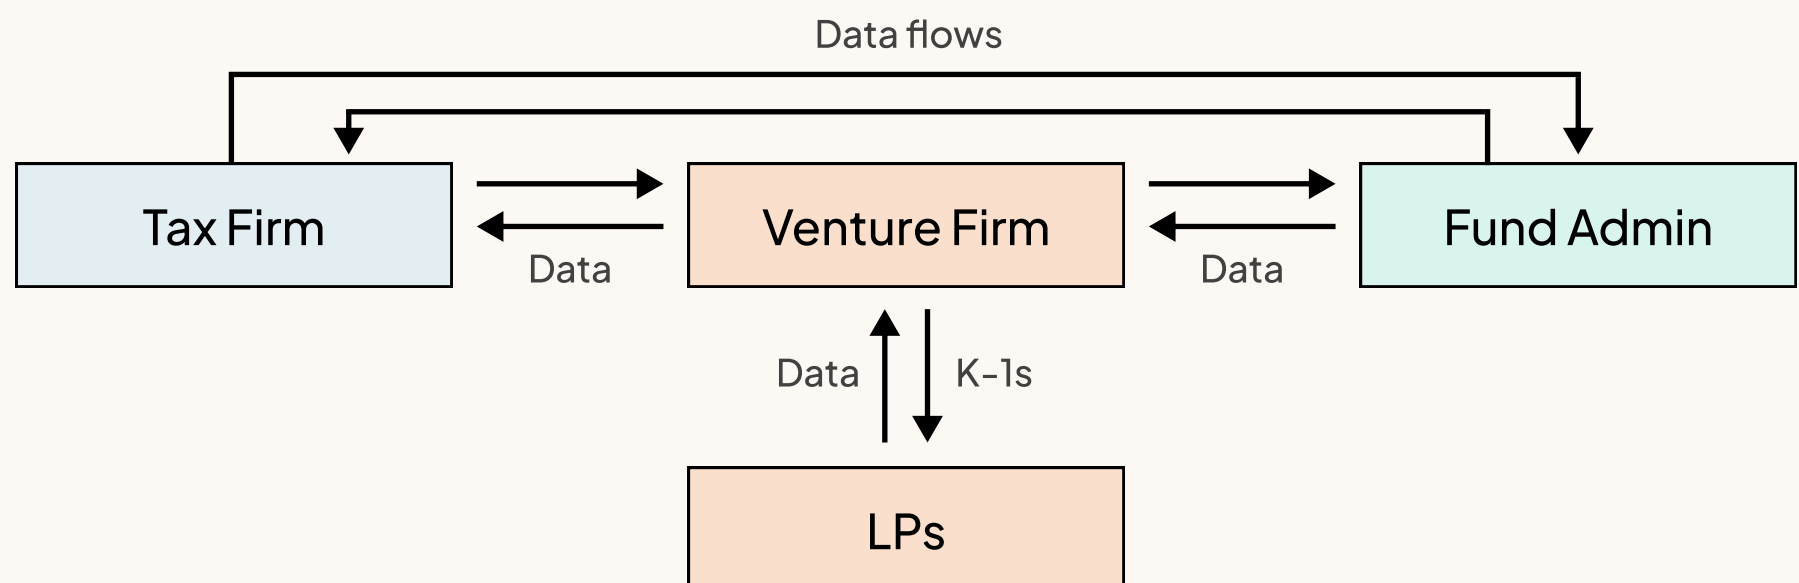 Data flows
Tax Firm
Venture Firm
Fund Admin
Data
Data
Data
K-1s
LPs